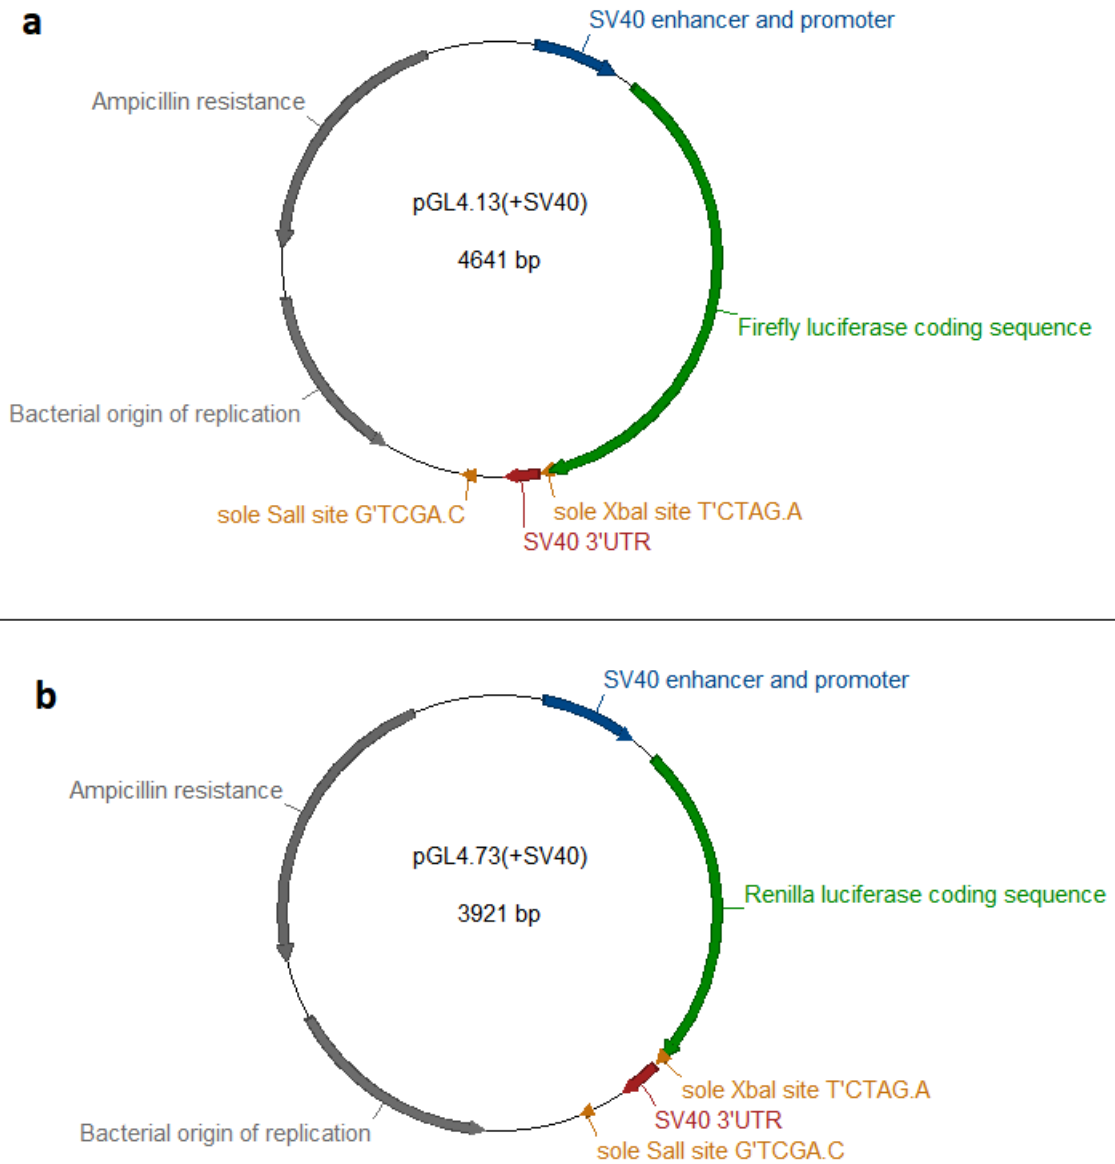 a
SV40 enhancer and promoter
Ampicillin resistance
pGL4.13(+SV40)
4641 bp
Firefly luciferase coding sequence
Bacterial origin of replication
sole SalI site G'TCGA.C
sole XbaI site T'CTAG.A
SV40 3'UTR
b
SV40 enhancer and promoter
Ampicillin resistance
pGL4.73(+SV40)
3921 bp
Renilla luciferase coding sequence
sole XbaI site T'CTAG.A
SV40 3'UTR
Bacterial origin of replication
sole SalI site G'TCGA.C